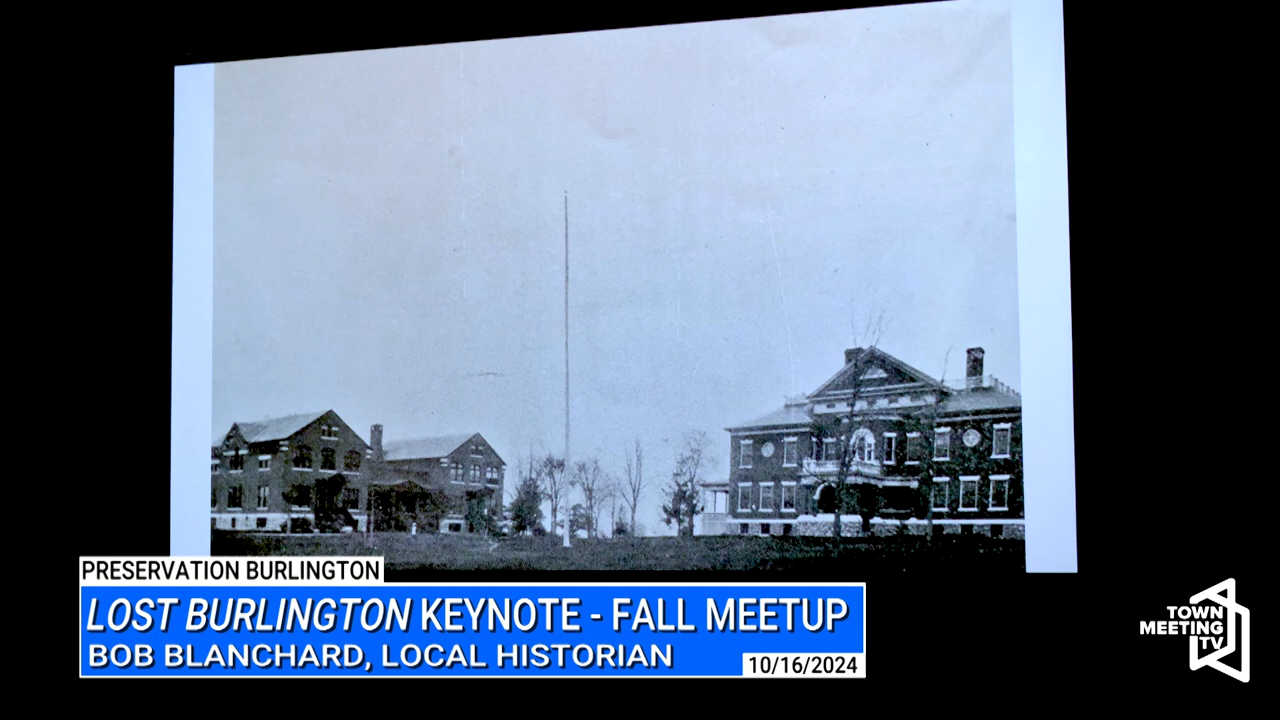 PRESERVATION BURLINGTON
LOST BURLINGTON KEYNOTE - FALL MEETUP
BOB BLANCHARD, LOCAL HISTORIAN
10/16/2024
TOWN
MEETING
TV